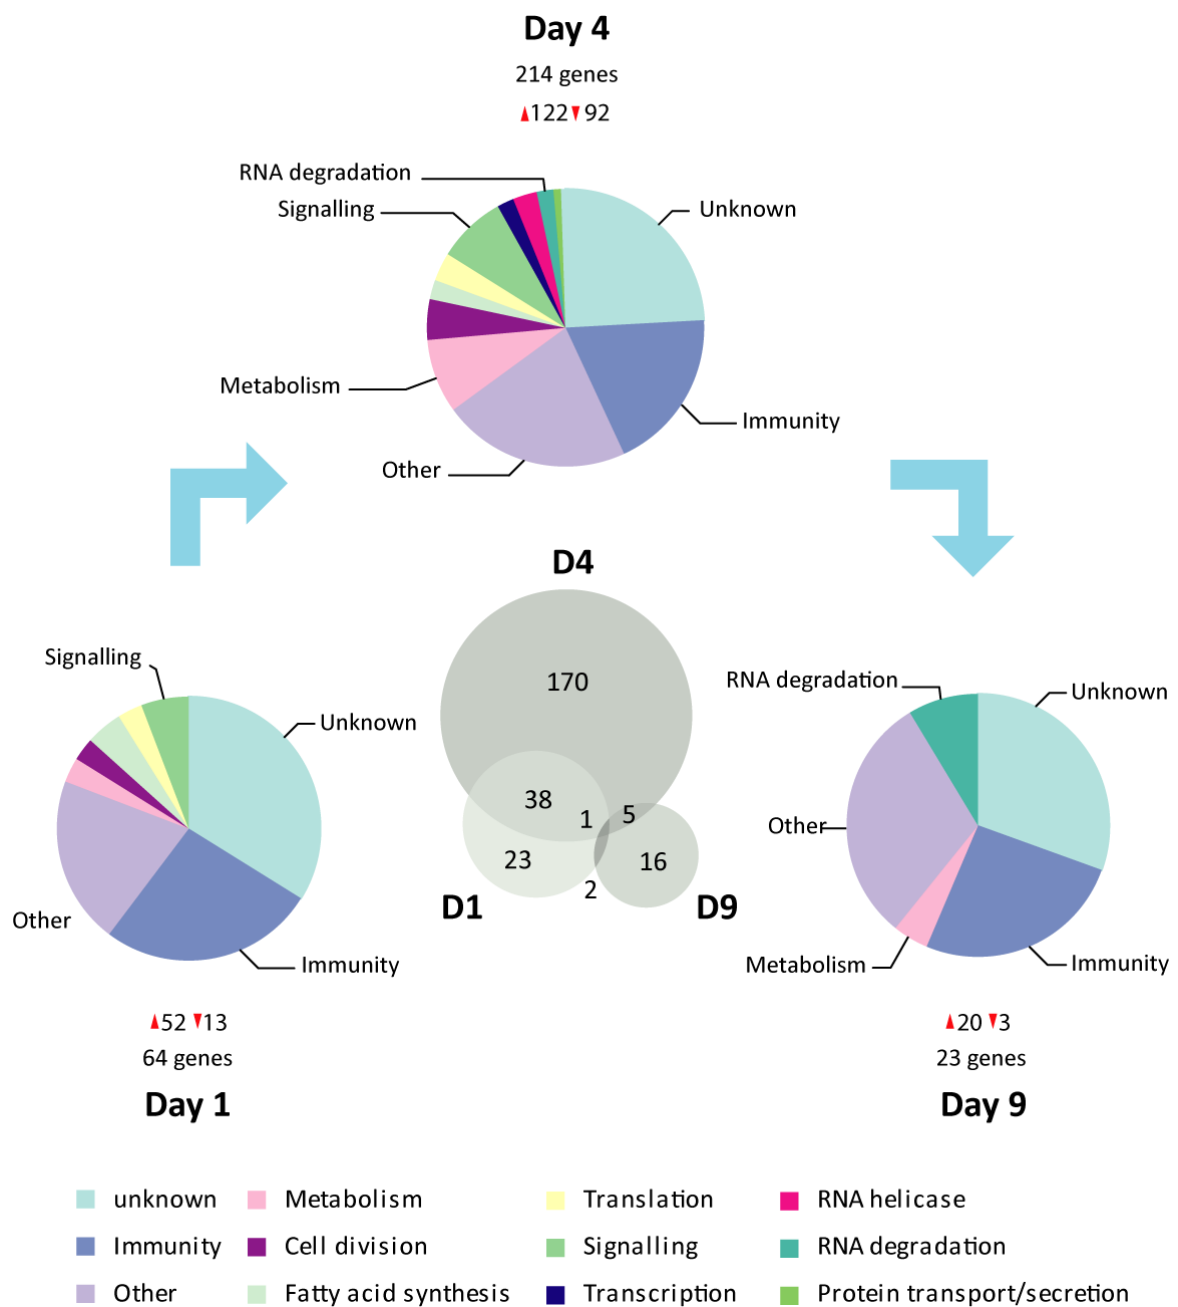 Day 4
214 genes
▲122▼92
RNA degradation
Signalling
Unknown
Metabolism
Immunity
Other
D4
170
38
1
5
23
16
2
D1
D9
Signalling
Unknown
Other
Immunity
▲52 ▼13
64 genes
Day 1
RNA degradation
Unknown
Other
Metabolism
Immunity
▲20 ▼3
23 genes
Day 9
unknown Metabolism Translation RNA helicase
Immunity Cell division Signalling RNA degradation
Other Fatty acid synthesis Transcription Protein transport/secretion